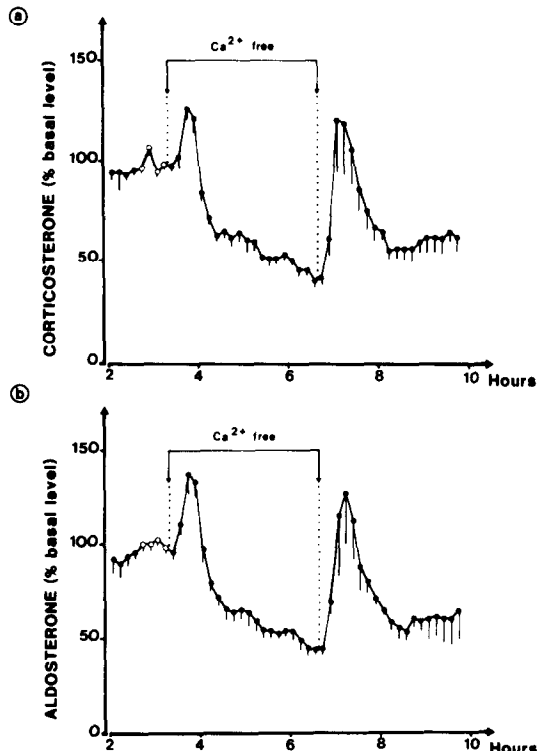 ⓐ
Ca²⁺ free
CORTICOSTERONE (% basal level)
150
100
50
0
2 4 6 8 10 Hours
ⓑ
Ca²⁺ free
ALDOSTERONE (% basal level)
150
100
50
0
2 4 6 8 10 Hours